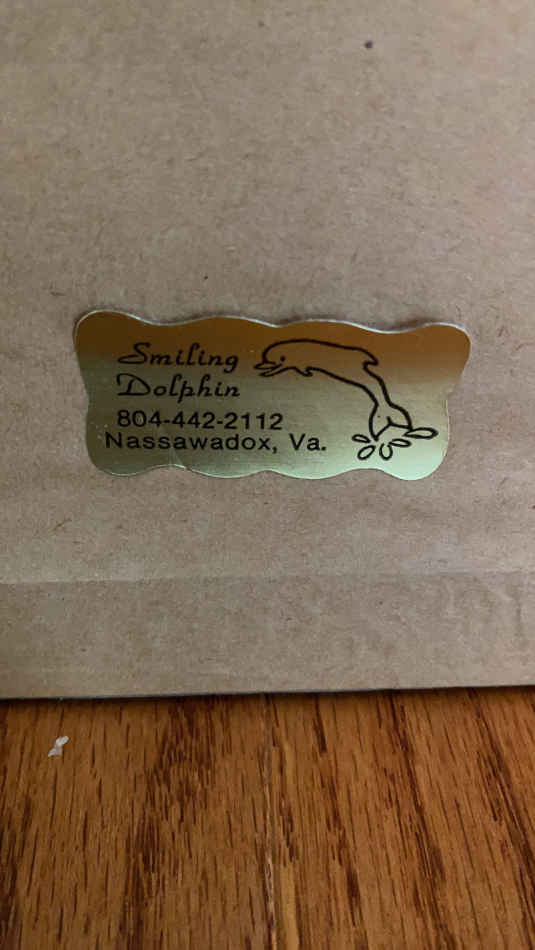 Smiling
Dolphin
804-442-2112
Nassawadox, Va.